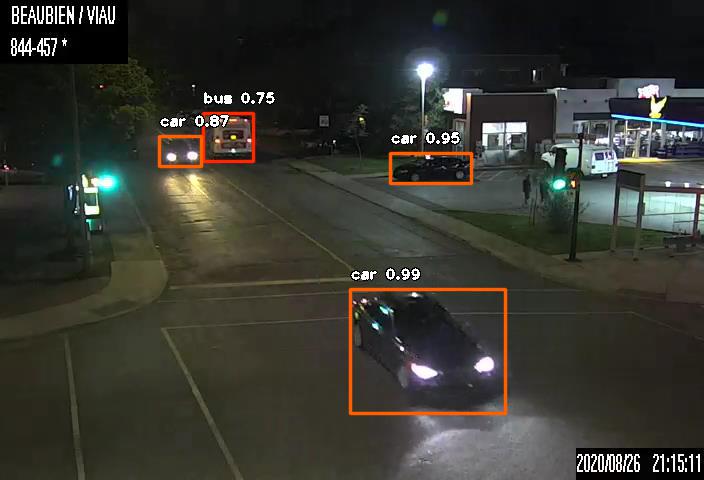 BEAUBIEN / VIAU
844-457 *
bus 0.75
car 0.87
car 0.95
car 0.99
2020/08/26 21:15:11